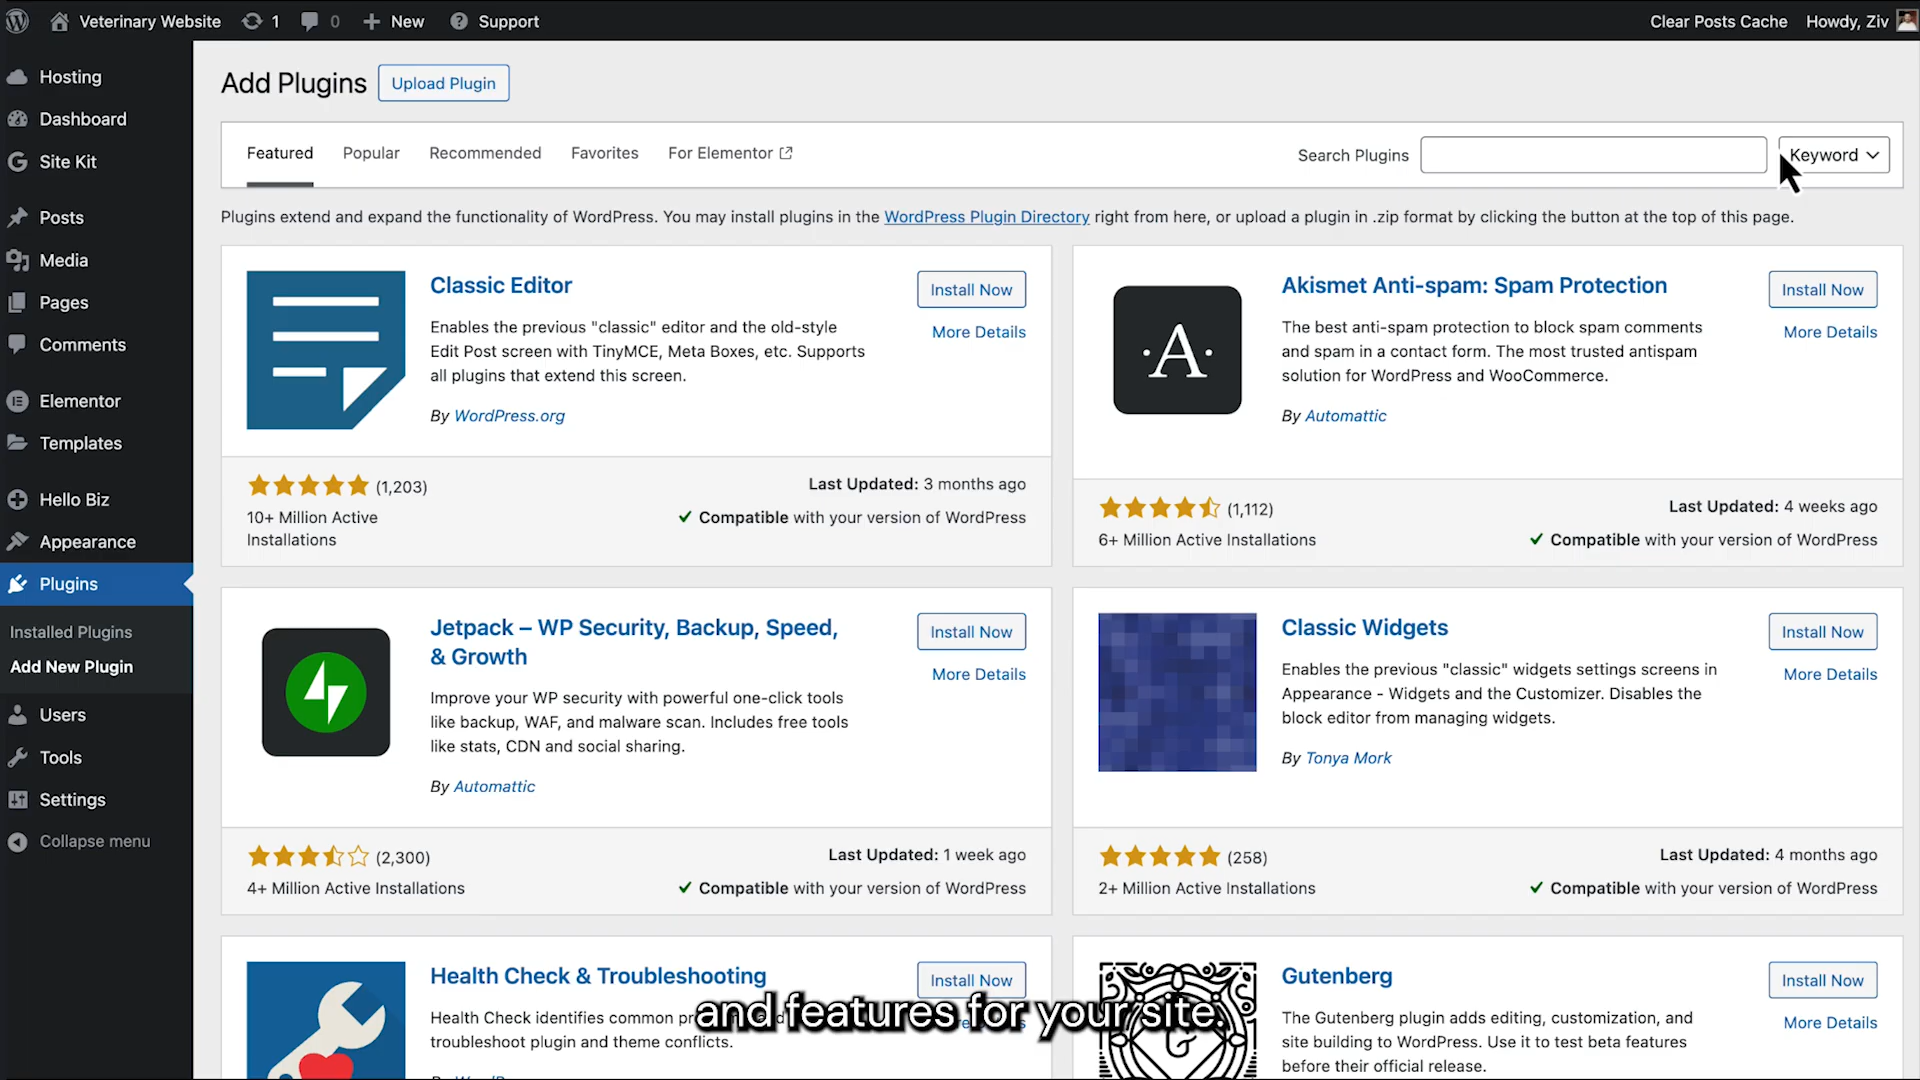 Veterinary Website 1 0 New Support Clear Posts Cache Howdy, Ziv
Hosting
Dashboard
Site Kit
Posts
Media
Pages
Comments
Elementor
Templates
Hello Biz
Appearance
Plugins
Installed Plugins
Add New Plugin
Users
Tools
Settings
Collapse menu
Add Plugins Upload Plugin
Featured Popular Recommended Favorites For Elementor Search Plugins Keyword
Plugins extend and expand the functionality of WordPress. You may install plugins in the WordPress Plugin Directory right from here, or upload a plugin in .zip format by clicking the button at the top of this page.
Classic Editor
Install Now
More Details
Enables the previous "classic" editor and the old-style
Edit Post screen with TinyMCE, Meta Boxes, etc. Supports
all plugins that extend this screen.
By WordPress.org
(1,203)
10+ Million Active
Installations
Last Updated: 3 months ago
Compatible with your version of WordPress
Akismet Anti-spam: Spam Protection
Install Now
More Details
·A·
The best anti-spam protection to block spam comments
and spam in a contact form. The most trusted antispam
solution for WordPress and WooCommerce.
By Automattic
(1,112)
6+ Million Active Installations
Last Updated: 4 weeks ago
Compatible with your version of WordPress
Jetpack – WP Security, Backup, Speed,
& Growth
Install Now
More Details
Improve your WP security with powerful one-click tools
like backup, WAF, and malware scan. Includes free tools
like stats, CDN and social sharing.
By Automattic
(2,300)
4+ Million Active Installations
Last Updated: 1 week ago
Compatible with your version of WordPress
Classic Widgets
Install Now
More Details
Enables the previous "classic" widgets settings screens in
Appearance - Widgets and the Customizer. Disables the
block editor from managing widgets.
By Tonya Mork
(258)
2+ Million Active Installations
Last Updated: 4 months ago
Compatible with your version of WordPress
Health Check & Troubleshooting
Install Now
Health Check identifies common
troubleshoot plugin and theme conflicts.
Gutenberg
Install Now
More Details
The Gutenberg plugin adds editing, customization, and
site building to WordPress. Use it to test beta features
before their official release.
and features for your site.